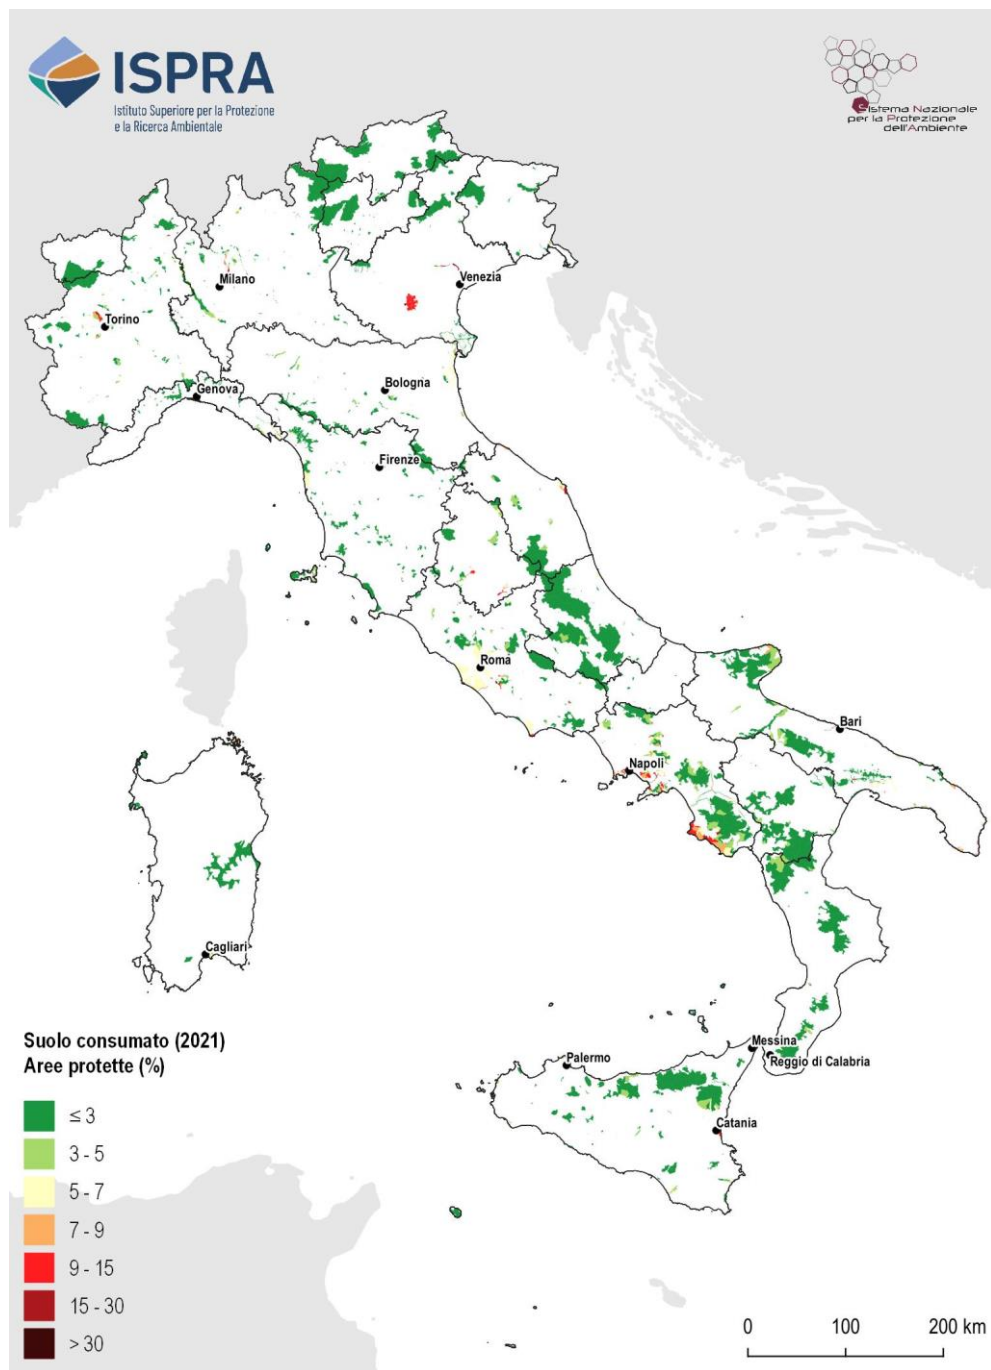 ISPRA
Istituto Superiore per la Protezione
e la Ricerca Ambientale
Sistema Nazionale
per la Protezione
dell'Ambiente
Milano
Venezia
Torino
Bologna
Genova
Firenze
Roma
Bari
Napoli
Cagliari
Messina
Palermo
Reggio di Calabria
Catania
Suolo consumato (2021)
Aree protette (%)
≤ 3
3 - 5
5 - 7
7 - 9
9 - 15
15 - 30
> 30
0 100 200 km